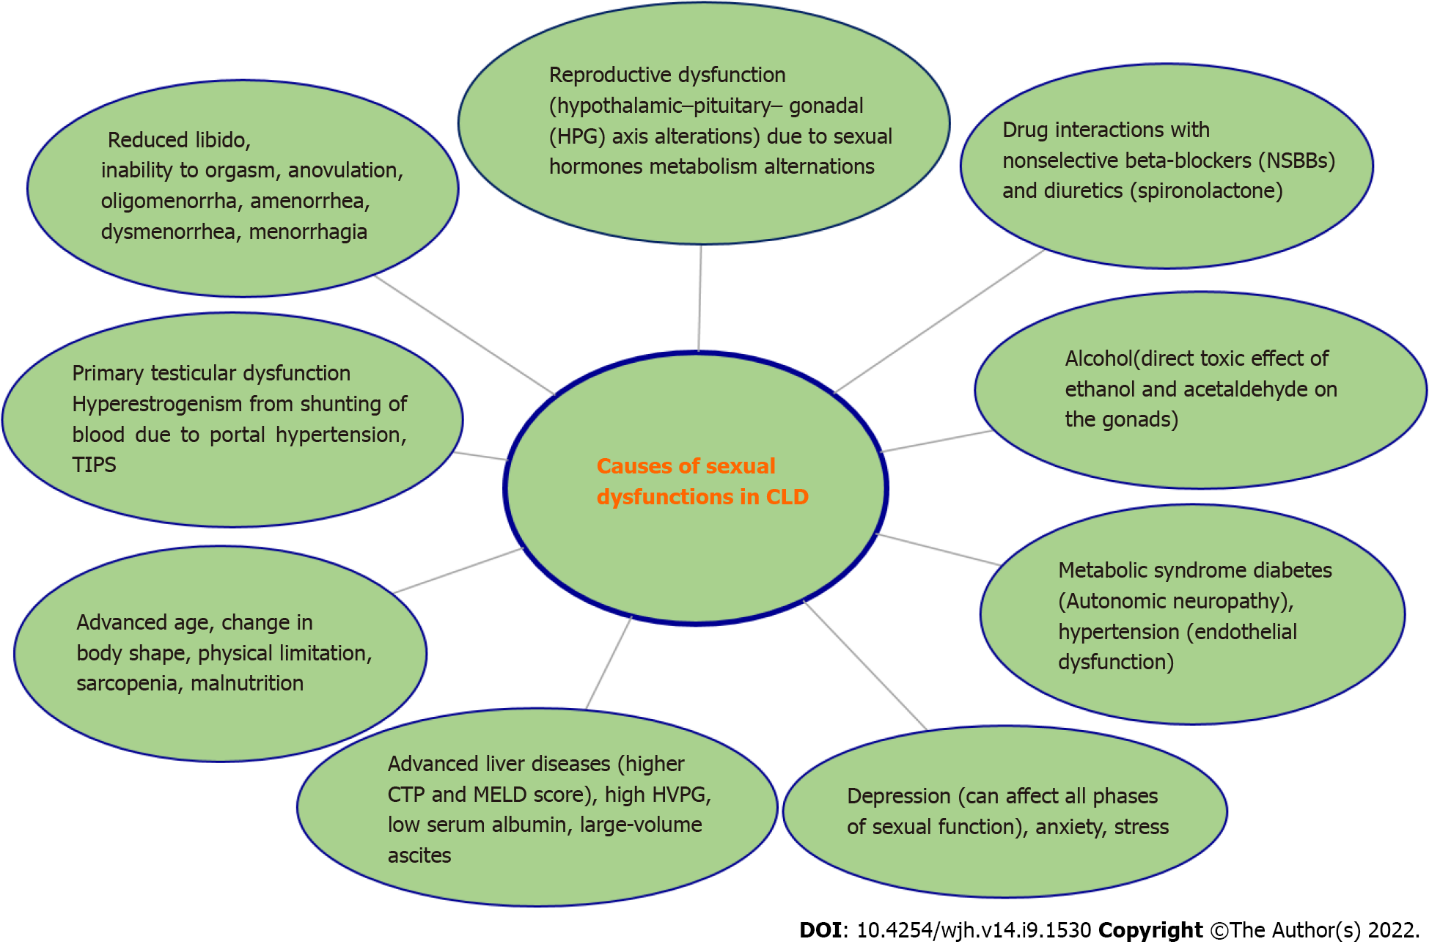 Reproductive dysfunction
(hypothalamic–pituitary– gonadal
(HPG) axis alterations) due to sexual
hormones metabolism alternations
Reduced libido,
inability to orgasm, anovulation,
oligomenorrha, amenorrhea,
dysmenorrhea, menorrhagia
Drug interactions with
nonselective beta-blockers (NSBBs)
and diuretics (spironolactone)
Primary testicular dysfunction
Hyperestrogenism from shunting of
blood due to portal hypertension,
TIPS
Alcohol(direct toxic effect of
ethanol and acetaldehyde on
the gonads)
Causes of sexual
dysfunctions in CLD
Advanced age, change in
body shape, physical limitation,
sarcopenia, malnutrition
Metabolic syndrome diabetes
(Autonomic neuropathy),
hypertension (endothelial
dysfunction)
Advanced liver diseases (higher
CTP and MELD score), high HVPG,
low serum albumin, large-volume
ascites
Depression (can affect all phases
of sexual function), anxiety, stress
DOI: 10.4254/wjh.v14.i9.1530 Copyright ©The Author(s) 2022.